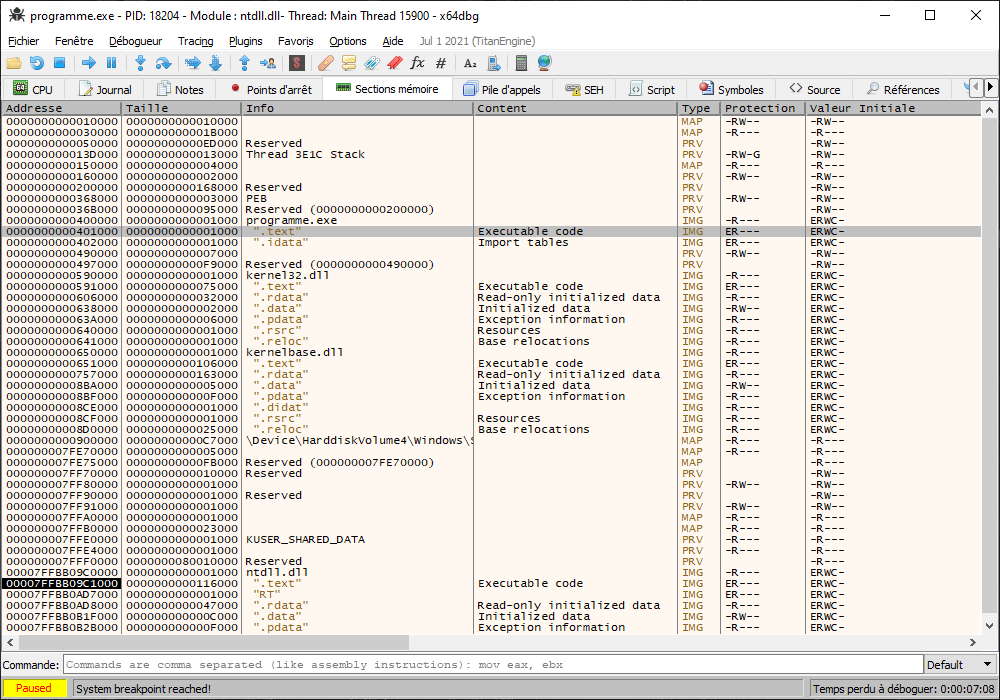 programme.exe - PID: 18204 - Module : ntdll.dll- Thread: Main Thread 15900 - x64dbg
Fichier Fenêtre Débogueur Tracing Plugins Favoris Options Aide Jul 1 2021 (TitanEngine)
CPU Journal Notes Points d'arrêt Sections mémoire Pile d'appels SEH Script Symboles Source Références
Adresse Taille Info Content Type Protection Valeur Initiale
0000000000010000 0000000000010000 MAP -RW-- -RW--
0000000000030000 000000000001B000 MAP -R--- -R---
0000000000050000 00000000000ED000 Reserved PRV -RW--
000000000013D000 0000000000013000 Thread 3E1C Stack PRV -RW-G -RW--
0000000000150000 0000000000004000 MAP -R--- -R---
0000000000160000 0000000000002000 PRV -RW-- -RW--
0000000000200000 0000000000168000 Reserved PRV -RW--
0000000000368000 0000000000003000 PEB PRV -RW-- -RW--
000000000036B000 0000000000095000 Reserved (0000000000200000) PRV -RW--
0000000000400000 0000000000001000 programme.exe IMG -R--- ERWC-
0000000000401000 0000000000001000 ".text" Executable code IMG ER--- ERWC-
0000000000402000 0000000000001000 ".idata" Import tables IMG -R--- ERWC-
0000000000490000 0000000000007000 PRV -RW-- -RW--
0000000000497000 00000000000F9000 Reserved (0000000000490000) PRV -RW--
0000000000590000 0000000000001000 kernel32.dll IMG -R--- ERWC-
0000000000591000 0000000000075000 ".text" Executable code IMG ER--- ERWC-
0000000000606000 0000000000032000 ".rdata" Read-only initialized data IMG -R--- ERWC-
0000000000638000 0000000000002000 ".data" Initialized data IMG -RW-- ERWC-
000000000063A000 0000000000006000 ".pdata" Exception information IMG -R--- ERWC-
0000000000640000 0000000000001000 ".rsrc" Resources IMG -R--- ERWC-
0000000000641000 0000000000001000 ".reloc" Base relocations IMG -R--- ERWC-
0000000000650000 0000000000001000 kernelbase.dll IMG -R--- ERWC-
0000000000651000 0000000000106000 ".text" Executable code IMG ER--- ERWC-
0000000000757000 0000000000163000 ".rdata" Read-only initialized data IMG -R--- ERWC-
00000000008BA000 0000000000005000 ".data" Initialized data IMG -RW-- ERWC-
00000000008BF000 000000000000F000 ".pdata" Exception information IMG -R--- ERWC-
00000000008CE000 0000000000001000 ".didat" IMG -R--- ERWC-
00000000008CF000 0000000000001000 ".rsrc" Resources IMG -R--- ERWC-
00000000008D0000 0000000000025000 ".reloc" Base relocations IMG -R--- ERWC-
0000000000900000 00000000000C7000 \Device\HarddiskVolume4\Windows\S MAP -R--- -R---
000000007FE70000 0000000000005000 MAP -R--- -R---
000000007FE75000 00000000000FB000 Reserved (000000007FE70000) MAP -R---
000000007FF70000 0000000000010000 Reserved PRV -RW--
000000007FF80000 0000000000001000 PRV -RW-- -RW--
000000007FF90000 0000000000001000 Reserved PRV -RW--
000000007FF91000 0000000000001000 PRV -RW-- -RW--
000000007FFA0000 0000000000001000 MAP -R--- -R---
000000007FFB0000 0000000000023000 MAP -R--- -R---
000000007FFE0000 0000000000001000 KUSER_SHARED_DATA PRV -R--- -R---
000000007FFE4000 0000000000001000 PRV -R--- -R---
000000007FFF0000 0000000080010000 Reserved PRV -R---
00007FFBB09C0000 0000000000001000 ntdll.dll IMG -R--- ERWC-
00007FFBB09C1000 0000000000116000 ".text" Executable code IMG ER--- ERWC-
00007FFBB0AD7000 0000000000001000 "RT" IMG ER--- ERWC-
00007FFBB0AD8000 0000000000047000 ".rdata" Read-only initialized data IMG -R--- ERWC-
00007FFBB0B1F000 000000000000C000 ".data" Initialized data IMG -RW-- ERWC-
00007FFBB0B2B000 000000000000F000 ".pdata" Exception information IMG -R--- ERWC-
Commande: Commands are comma separated (like assembly instructions): mov eax, ebx Default
Paused System breakpoint reached! Temps perdu à déboguer: 0:00:07:08